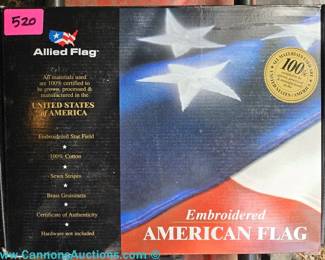 520
Allied Flag
All materials used
are 100% certified to
be grown, processed &
manufactured in the
UNITED STATES
of AMERICA
Embroidered Star Field
100% Cotton
Sewn Stripes
Brass Grommets
Certificate of Authenticity
Hardware not included
100%
Embroidered
AMERICAN FLAG
www.CannonsAuctions.com